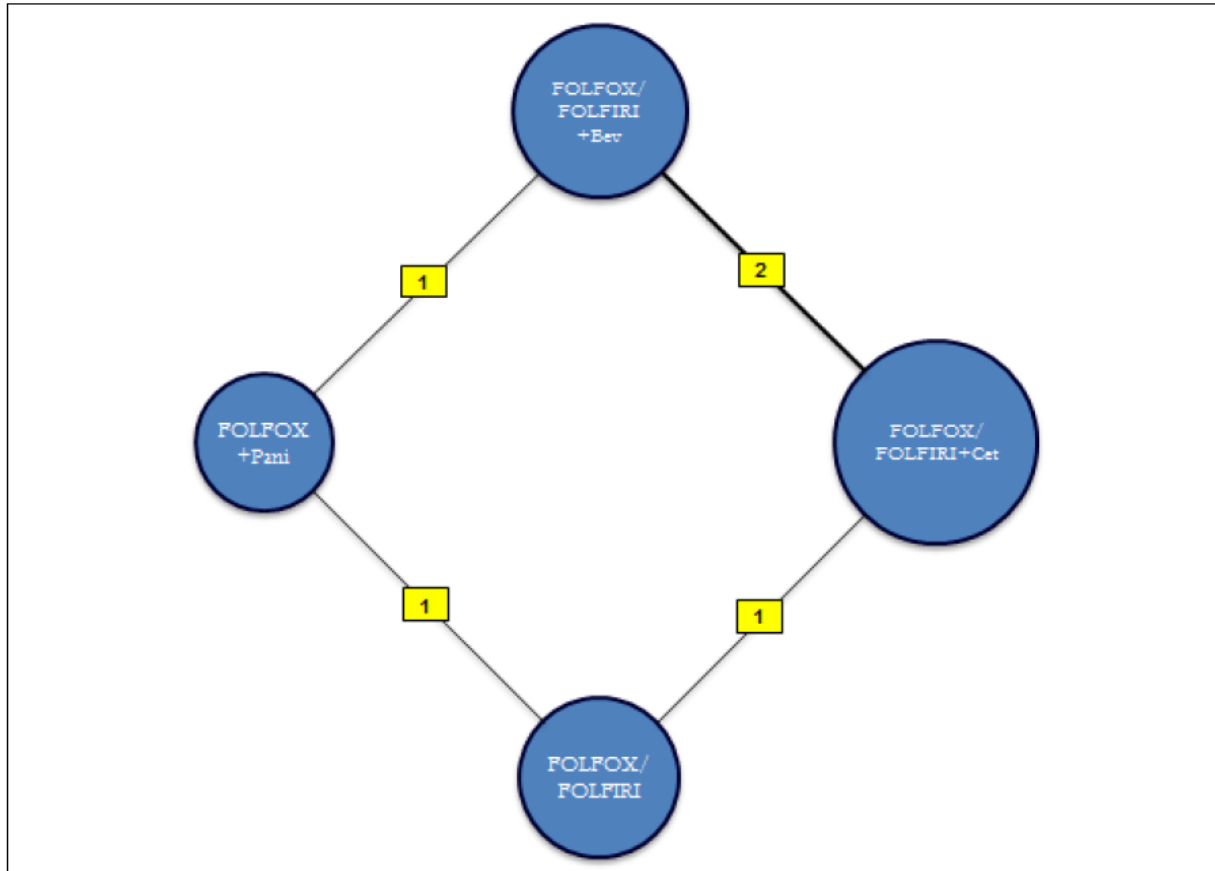 FOLFOX/
FOLFIRI
+Bev
1
2
FOLFOX
+Pani
FOLFOX/
FOLFIRI+Cet
1
1
FOLFOX/
FOLFIRI